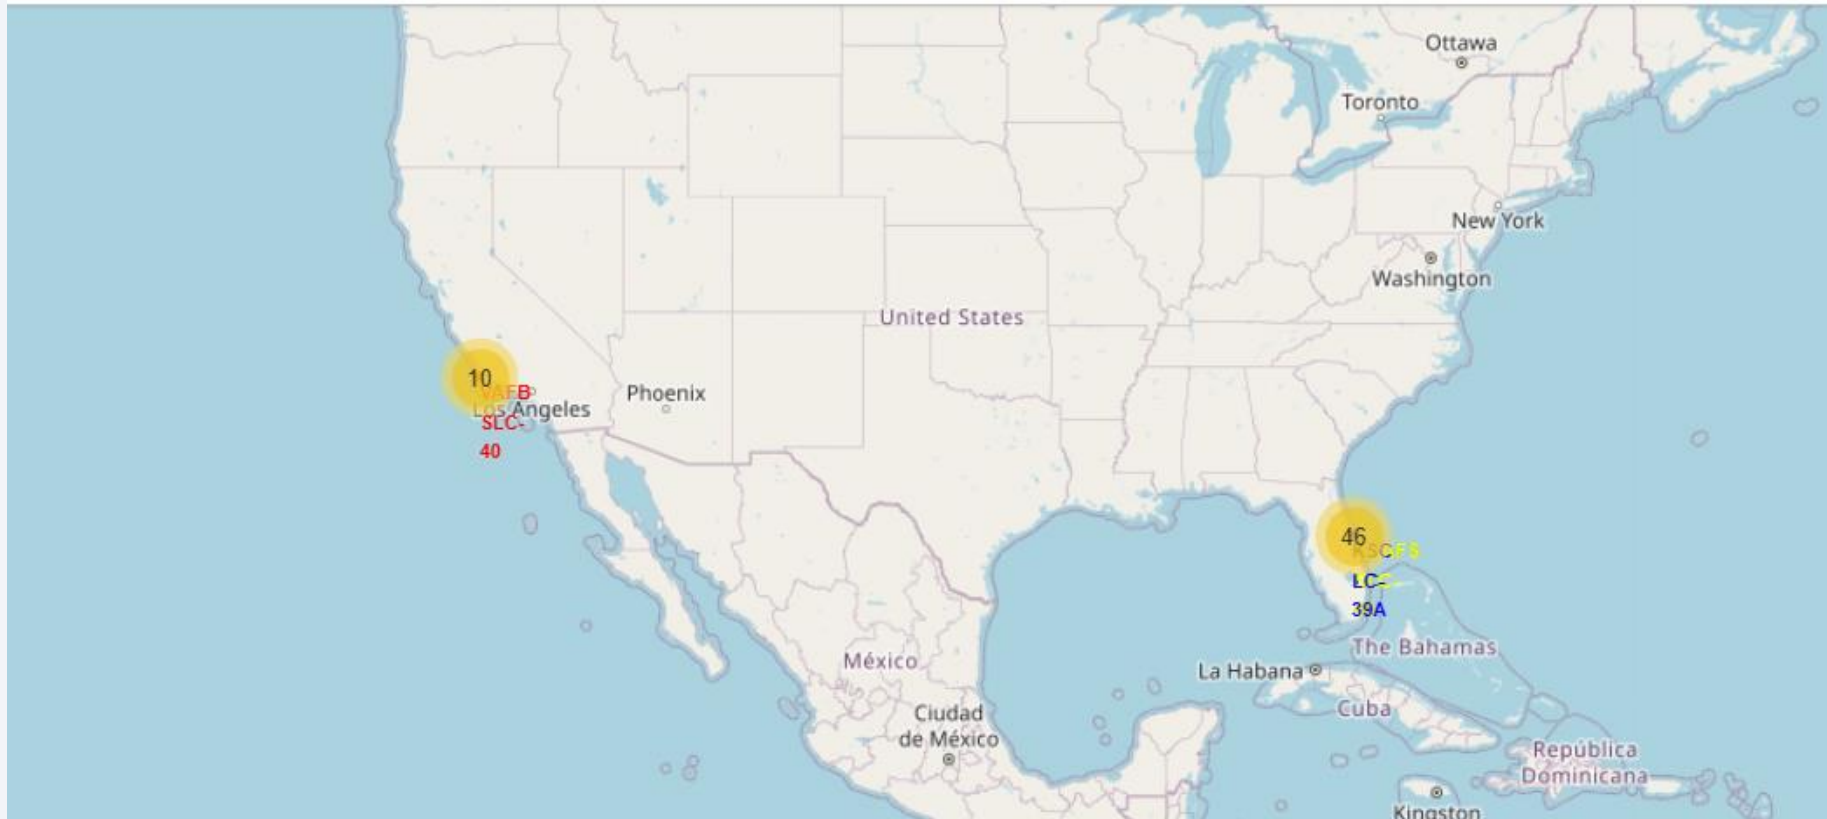 Ottawa
Toronto
New York
Washington
United States
10
VAFB
Los Angeles
SLC-
40
Phoenix
46
LC-
39A
The Bahamas
La Habana
México
Cuba
Ciudad
de México
República
Dominicana
Kingston